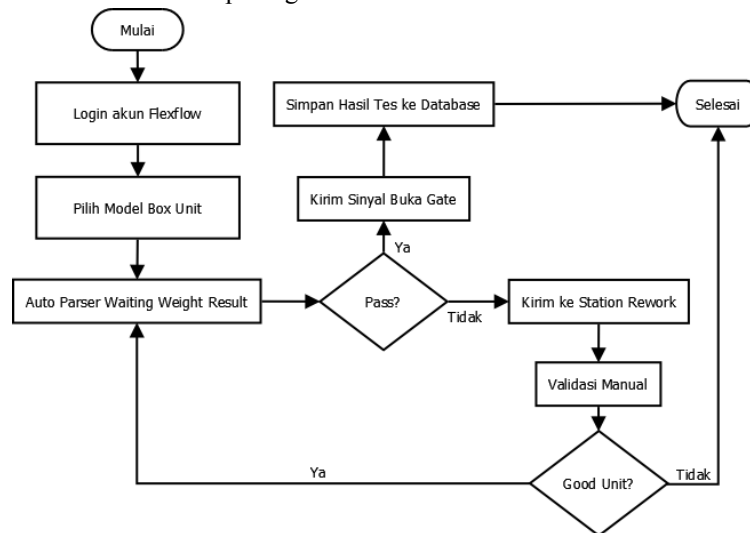 Mulai
Login akun Flexflow
Simpan Hasil Tes ke Database
Selesai
Pilih Model Box Unit
Kirim Sinyal Buka Gate
Ya
Auto Parser Waiting Weight Result
Pass?
Tidak
Kirim ke Station Rework
Validasi Manual
Ya
Good Unit?
Tidak